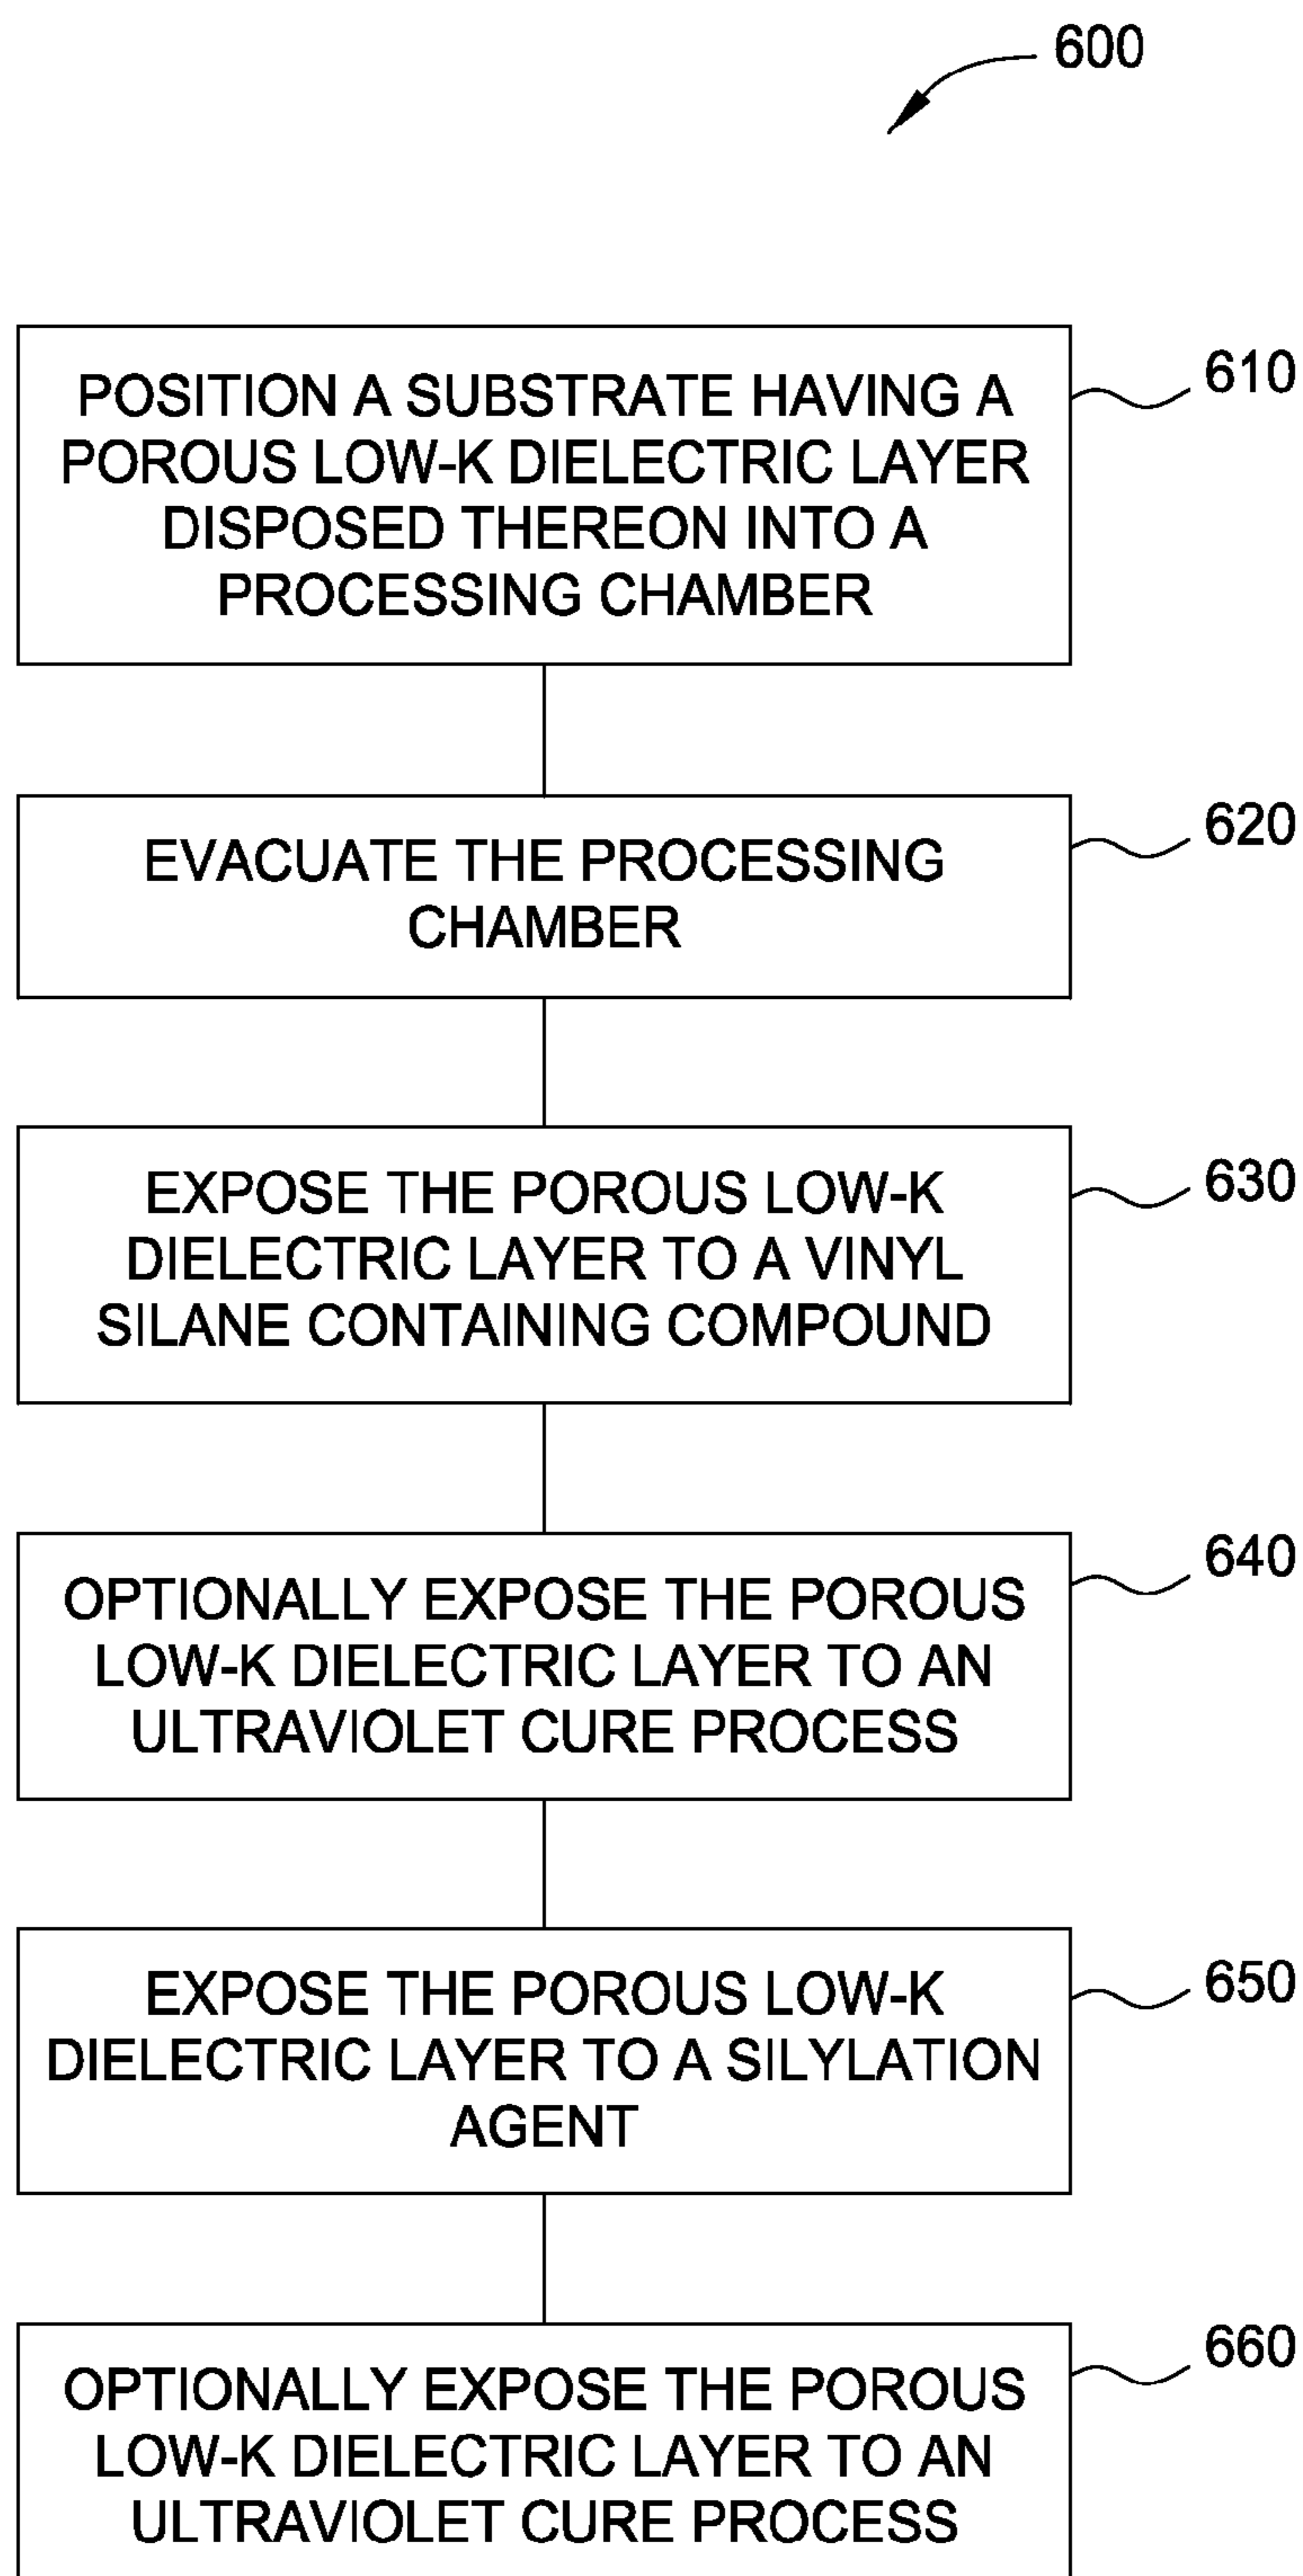 600
POSITION A SUBSTRATE HAVING A
POROUS LOW-K DIELECTRIC LAYER
DISPOSED THEREON INTO A
PROCESSING CHAMBER
610
EVACUATE THE PROCESSING
CHAMBER
620
EXPOSE THE POROUS LOW-K
DIELECTRIC LAYER TO A VINYL
SILANE CONTAINING COMPOUND
630
OPTIONALLY EXPOSE THE POROUS
LOW-K DIELECTRIC LAYER TO AN
ULTRAVIOLET CURE PROCESS
640
EXPOSE THE POROUS LOW-K
DIELECTRIC LAYER TO A SILYLATION
AGENT
650
OPTIONALLY EXPOSE THE POROUS
LOW-K DIELECTRIC LAYER TO AN
ULTRAVIOLET CURE PROCESS
660